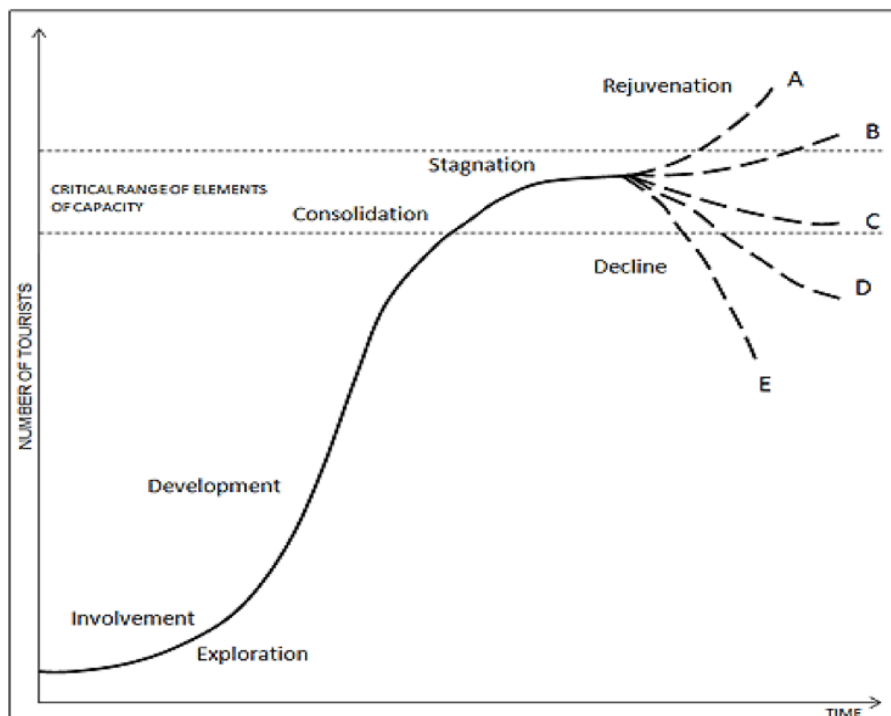 Rejuvenation
A
B
Stagnation
CRITICAL RANGE OF ELEMENTS
OF CAPACITY
Consolidation
C
Decline
D
E
NUMBER OF TOURISTS
Development
Involvement
Exploration
TIME